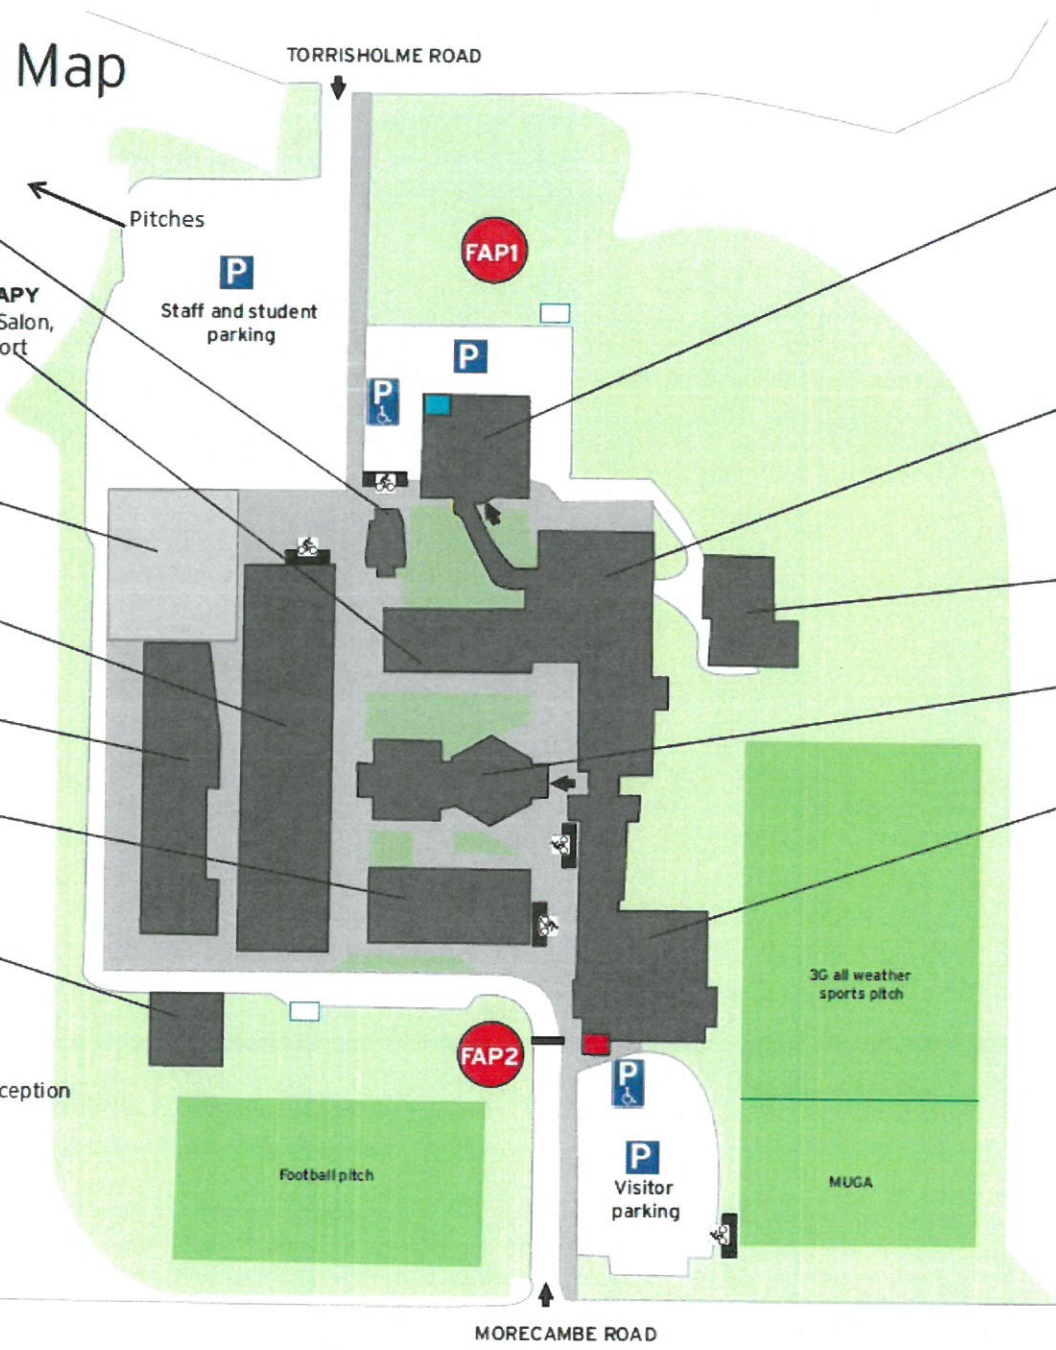 Map
TORRISHOLME ROAD
Pitches
FAP1
P
Staff and student
parking
APY
Salon,
ort
P
P
FAP2
P
ception
Football pitch
3G all weather
sports pitch
MUGA
P
Visitor
parking
MORECAMBE ROAD